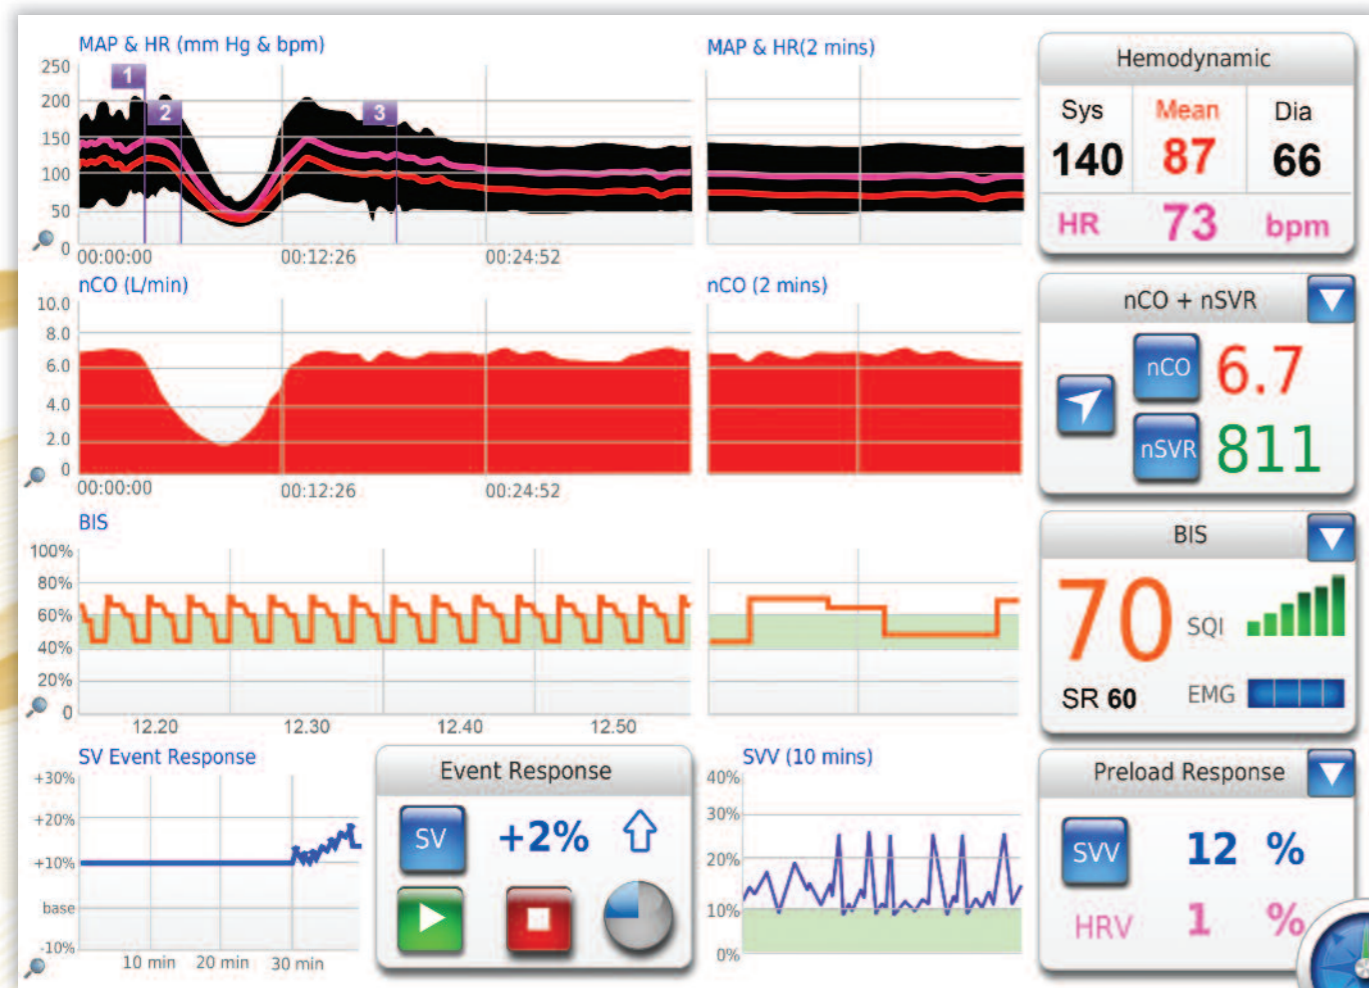 MAP & HR (mm Hg & bpm)
250
200
150
100
50
0
1
2
3
00:00:00
00:12:26
00:24:52
MAP & HR(2 mins)
Hemodynamic
Sys
Mean
Dia
140
87
66
HR
73
bpm
nCO (L/min)
10.0
8.0
6.0
4.0
2.0
0
00:00:00
00:12:26
00:24:52
nCO (2 mins)
nCO + nSVR
nCO
6.7
nSVR
811
BIS
100%
80%
60%
40%
20%
0
12.20
12.30
12.40
12.50
BIS
70
SQI
SR 60
EMG
SV Event Response
+30%
+20%
+10%
base
-10%
10 min
20 min
30 min
Event Response
SV
+2%
SVV (10 mins)
40%
30%
20%
10%
0%
Preload Response
SVV
12 %
HRV
1 %